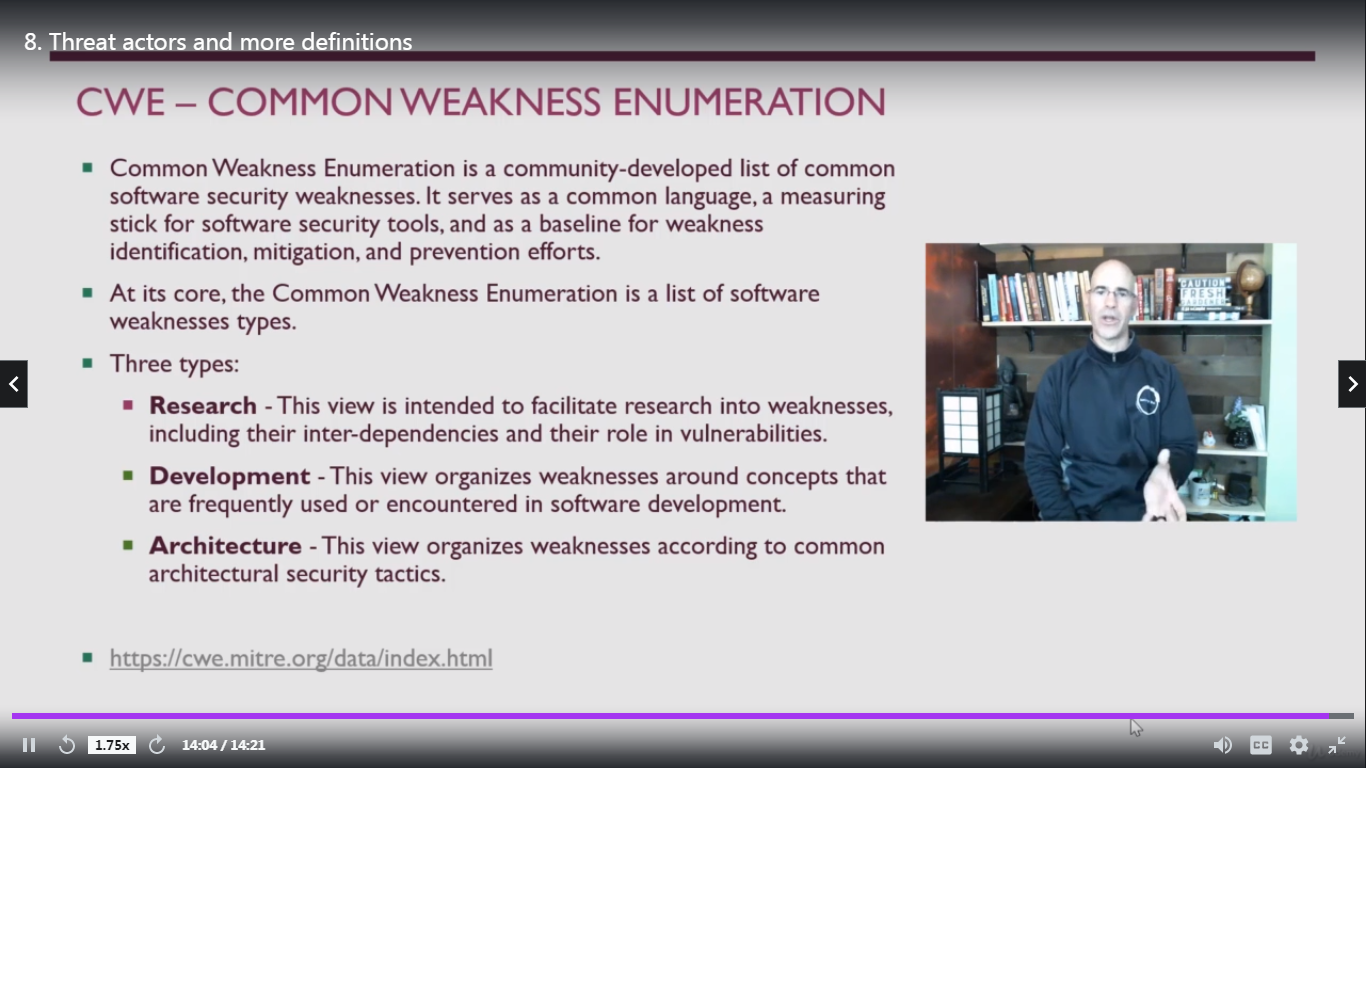 8. Threat actors and more definitions
CWE – COMMON WEAKNESS ENUMERATION
Common Weakness Enumeration is a community-developed list of common
software security weaknesses. It serves as a common language, a measuring
stick for software security tools, and as a baseline for weakness
identification, mitigation, and prevention efforts.
At its core, the Common Weakness Enumeration is a list of software
weaknesses types.
Three types:
Research - This view is intended to facilitate research into weaknesses,
including their inter-dependencies and their role in vulnerabilities.
Development - This view organizes weaknesses around concepts that
are frequently used or encountered in software development.
Architecture - This view organizes weaknesses according to common
architectural security tactics.
https://cwe.mitre.org/data/index.html
CAUTION
FRESH
1.75x
14:04 / 14:21
CC